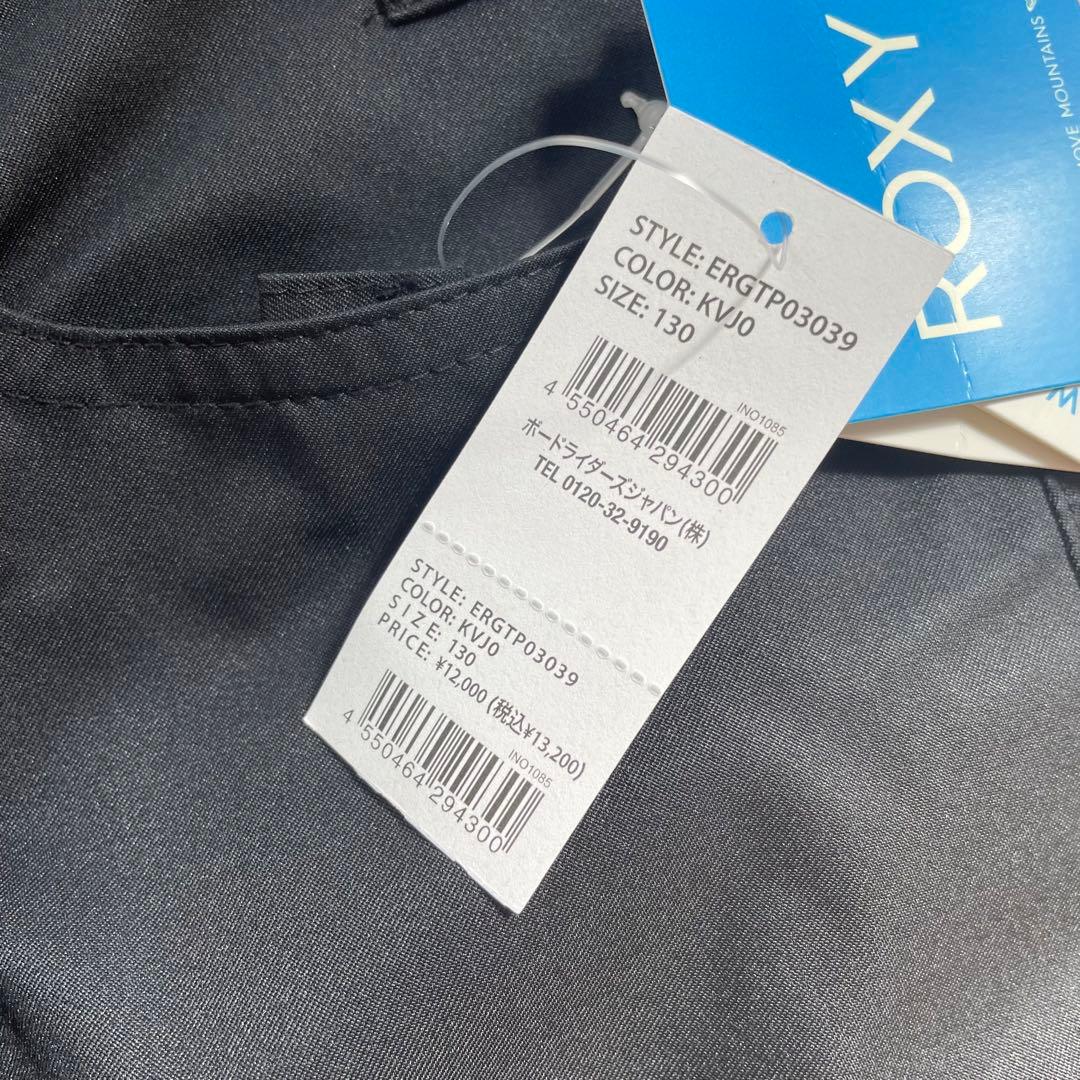 ROXY
LOVE MOUNTAINS
STYLE: ERGTP03039
COLOR: KVJ0
SIZE: 130
INO1085
4 550464 294300
ボードライダーズジャパン(株)
TEL 0120-32-9190
STYLE: ERGTP03039
COLOR: KVJ0
SIZE: 130
PRICE: ¥12,000 (税込¥13,200)
INO1085
4 550464 294300